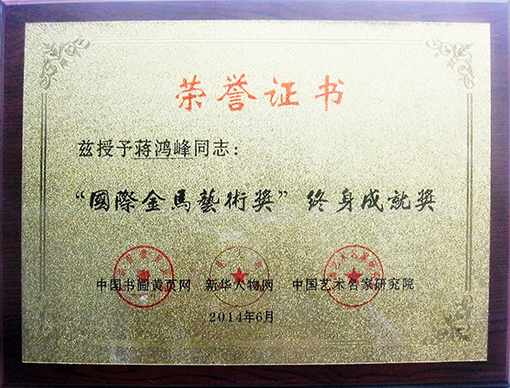 荣誉证书
兹授予蒋鸿峰同志：
“國際金馬藝術獎”终身成就奖
中国书画黄页网 新华人物网 中国艺术名家研究院
2014年6月